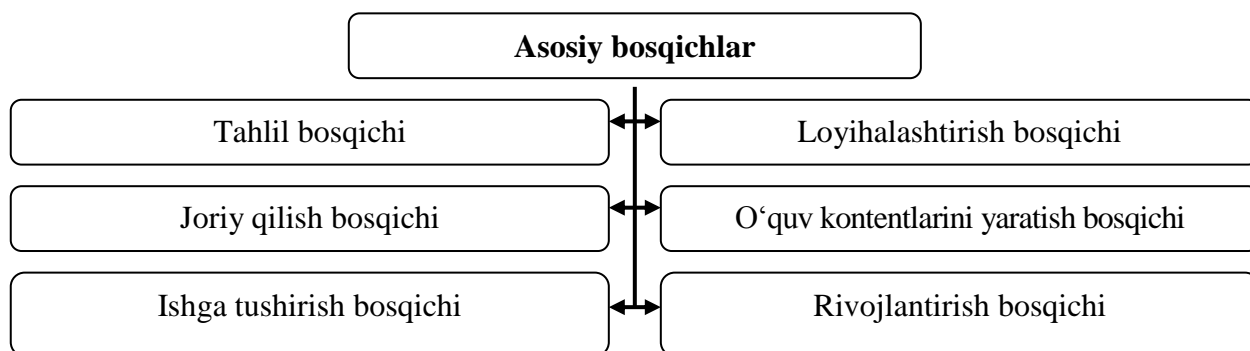 Asosiy bosqichlar
Tahlil bosqichi
Loyihalashtirish bosqichi
Joriy qilish bosqichi
O‘quv kontentlarini yaratish bosqichi
Ishga tushirish bosqichi
Rivojlantirish bosqichi